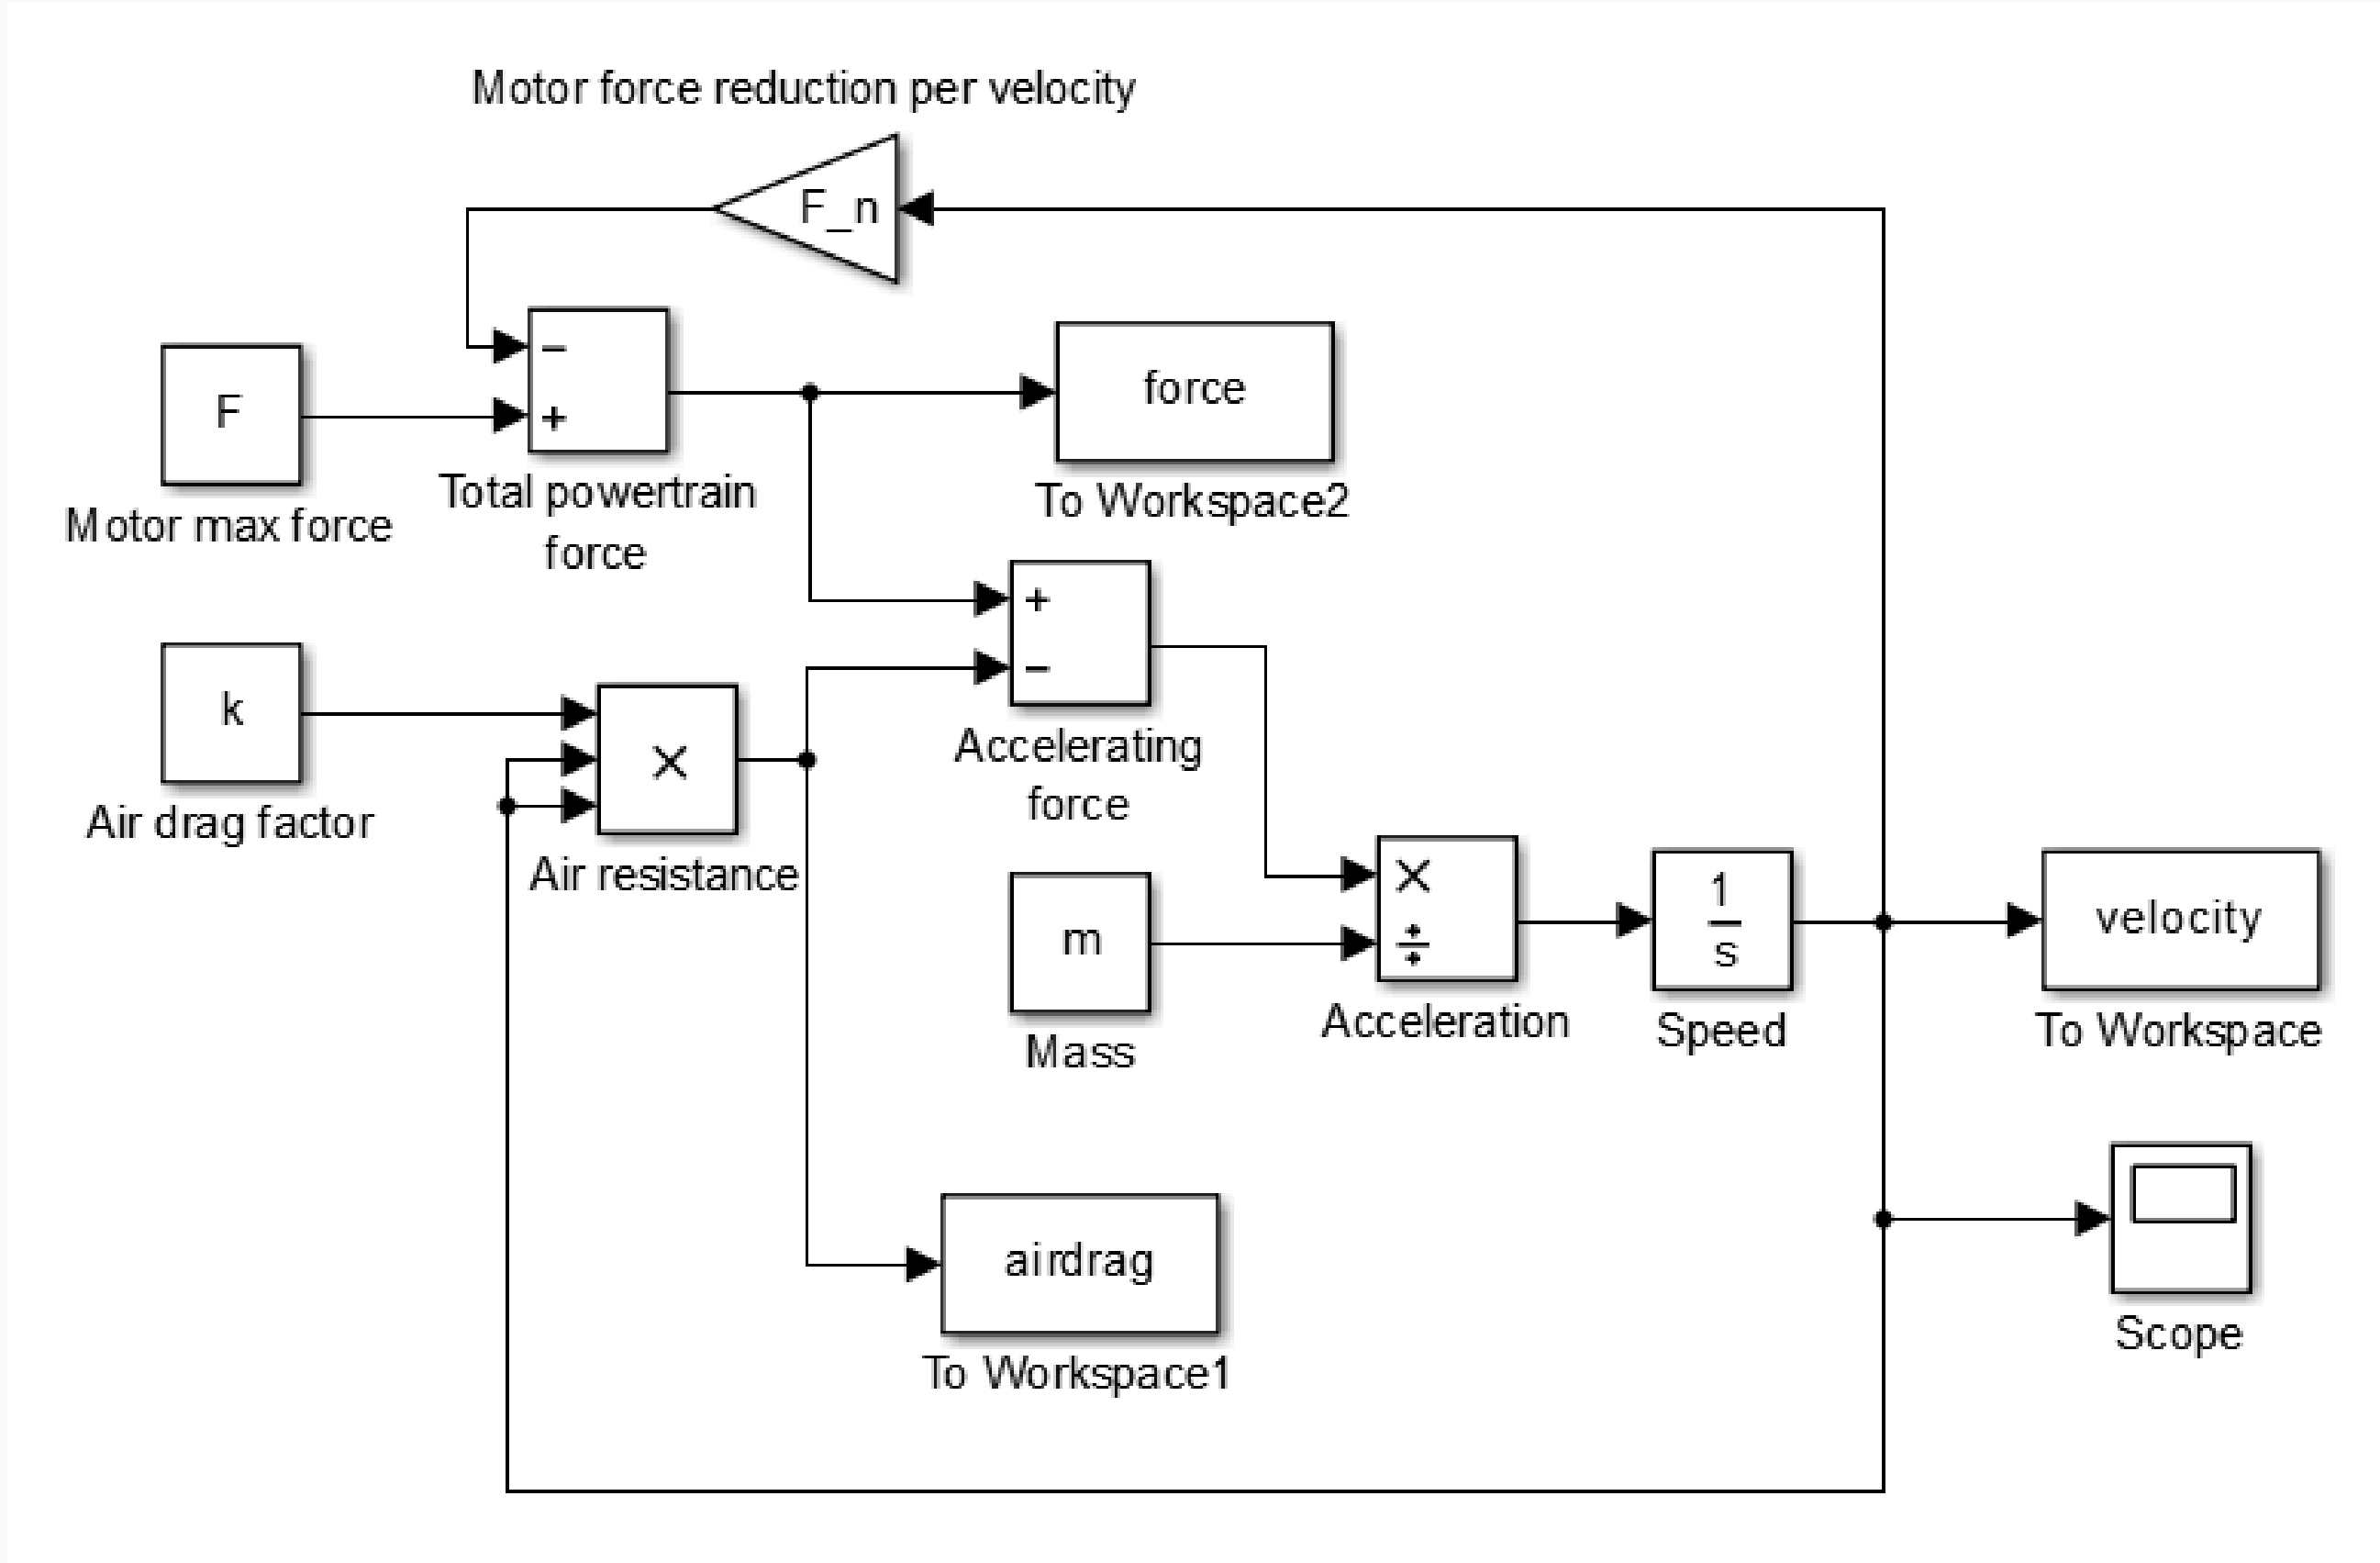 Motor force reduction per velocity
F_n
−
+
F
Motor max force
Total powertrain
force
force
To Workspace2
+
−
Accelerating
force
k
Air drag factor
×
Air resistance
m
Mass
×
÷
Acceleration
1
s
Speed
velocity
To Workspace
airdrag
To Workspace1
Scope